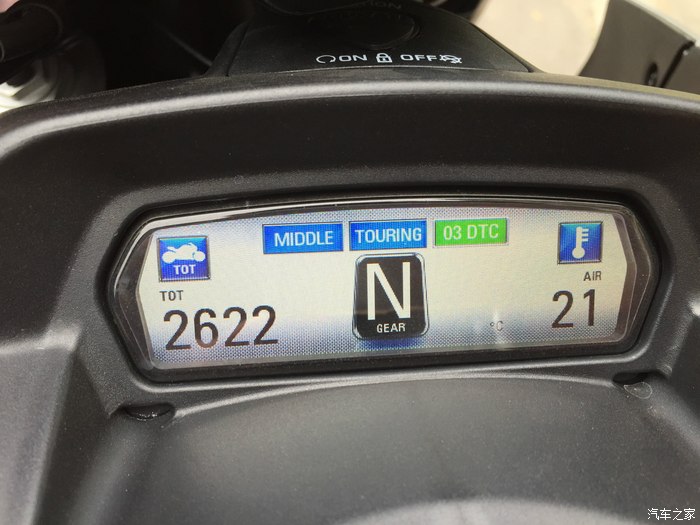 ON OFF
MIDDLE TOURING 03 DTC
TOT
TOT
2622
N
GEAR
°C
AIR
21
汽车之家